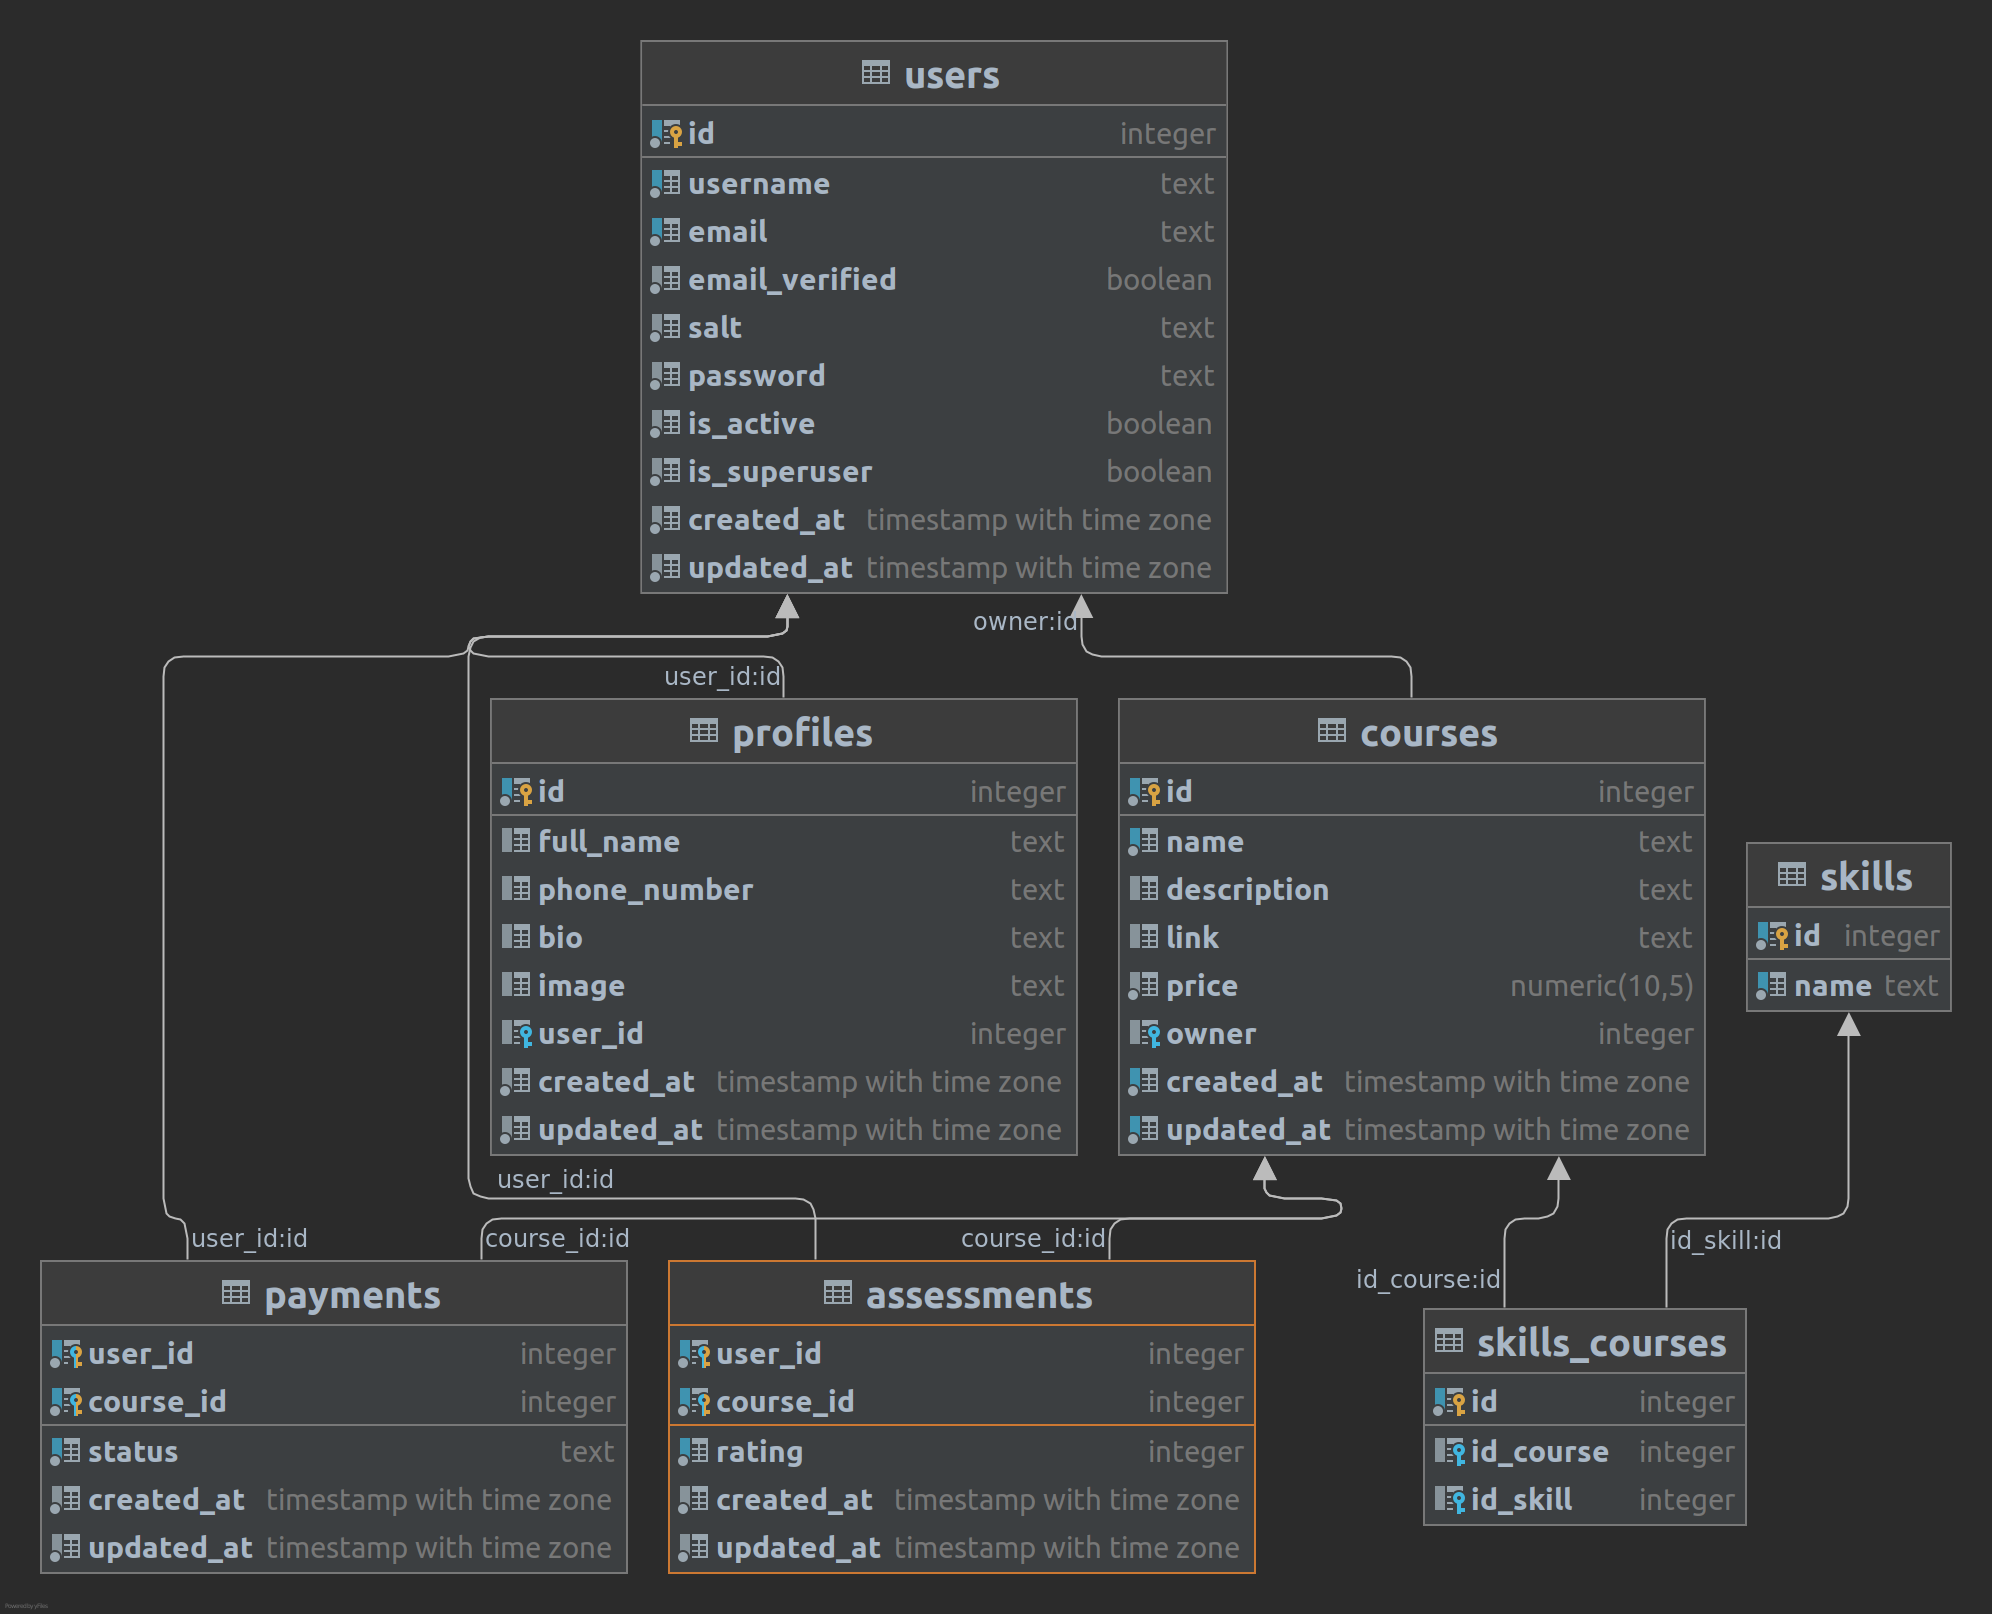 users
id integer
username text
email text
email_verified boolean
salt text
password text
is_active boolean
is_superuser boolean
created_at timestamp with time zone
updated_at timestamp with time zone
owner:id
user_id:id
profiles
id integer
full_name text
phone_number text
bio text
image text
user_id integer
created_at timestamp with time zone
updated_at timestamp with time zone
courses
id integer
name text
description text
link text
price numeric(10,5)
owner integer
created_at timestamp with time zone
updated_at timestamp with time zone
skills
id integer
name text
user_id:id
user_id:id
course_id:id
course_id:id
id_course:id
id_skill:id
payments
user_id integer
course_id integer
status text
created_at timestamp with time zone
updated_at timestamp with time zone
assessments
user_id integer
course_id integer
rating integer
created_at timestamp with time zone
updated_at timestamp with time zone
skills_courses
id integer
id_course integer
id_skill integer
Powered by yFiles